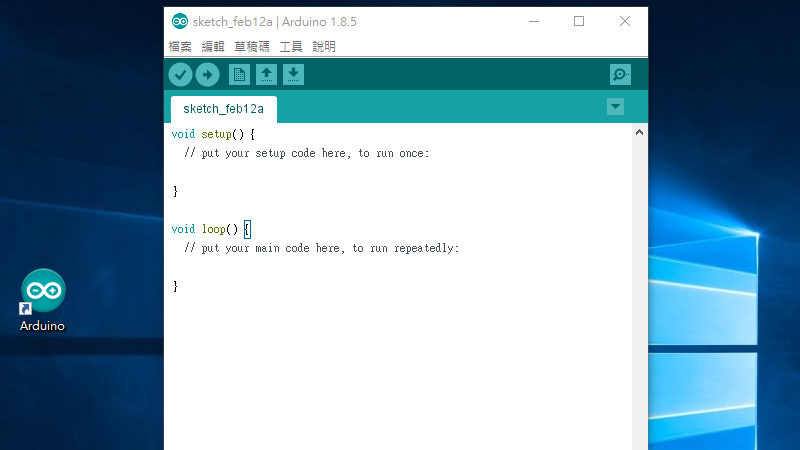 sketch_feb12a | Arduino 1.8.5
檔案 編輯 草稿碼 工具 說明
sketch_feb12a
void setup() {
// put your setup code here, to run once:
}
void loop() {
// put your main code here, to run repeatedly:
}
Arduino